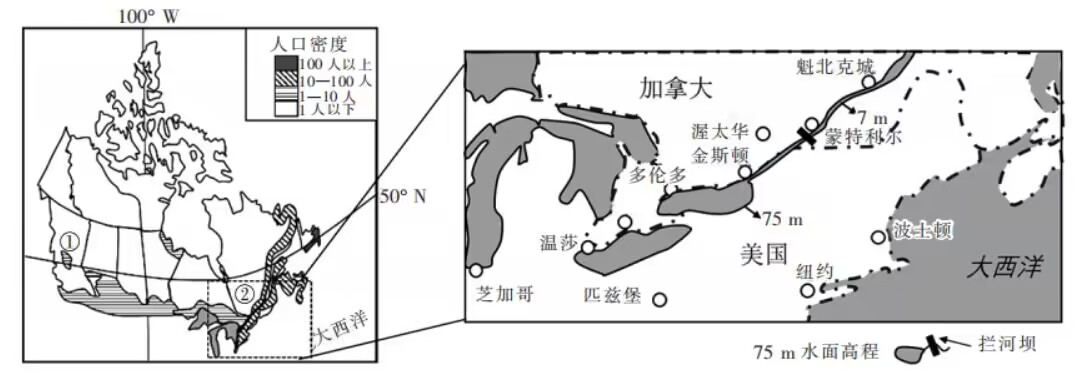 100° W
人口密度
100 人以上
10—100 人
1—10 人
1 人以下
50° N
①
②
大西洋
加拿大
魁北克城
7 m
渥太华
蒙特利尔
金斯顿
多伦多
75 m
温莎
美国
波士顿
大西洋
纽约
芝加哥
匹兹堡
75 m 水面高程
拦河坝